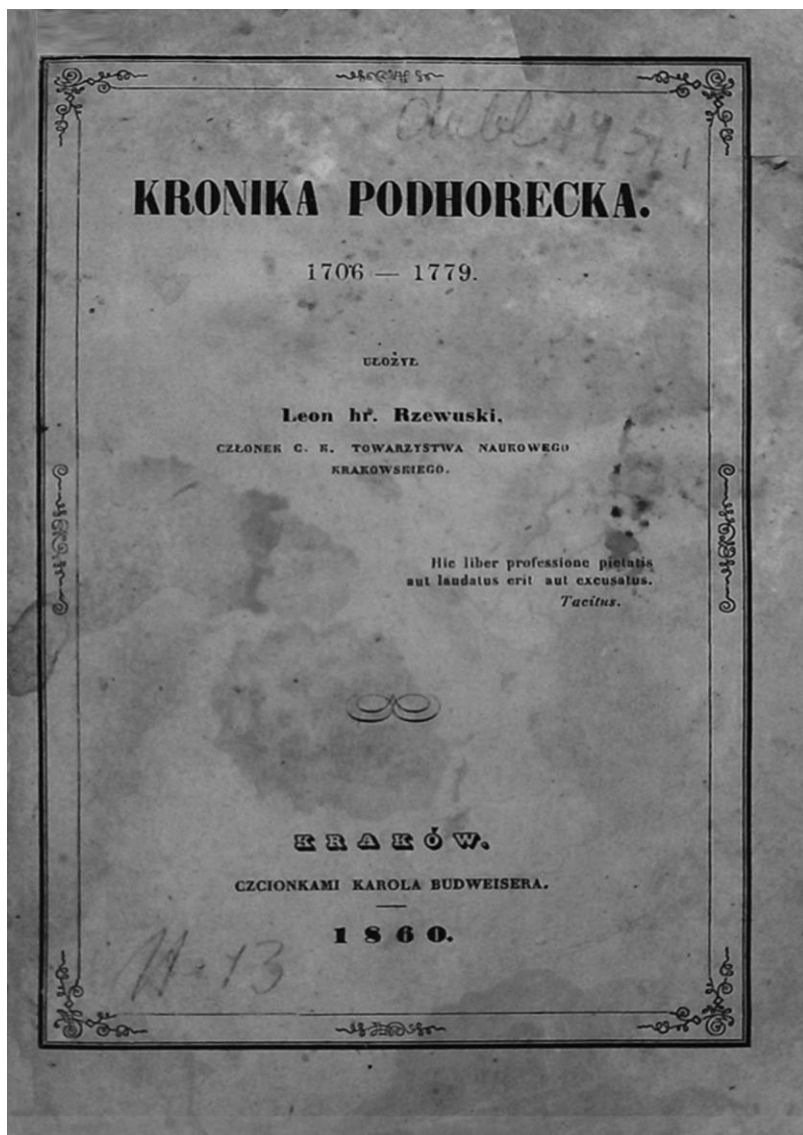 KRONIKA PODHORECKA.
1706 — 1779.
UŁOŻYŁ
Leon hr. Rzewuski,
CZŁONEK C. K. TOWARZYSTWA NAUKOWEGO
KRAKOWSKIEGO.
Hic liber professione pietatis
aut laudatus erit aut excusatus.
Tacitus.
KRAKÓW.
CZCIONKAMI KAROLA BUDWEISERA.
1860.
H-13